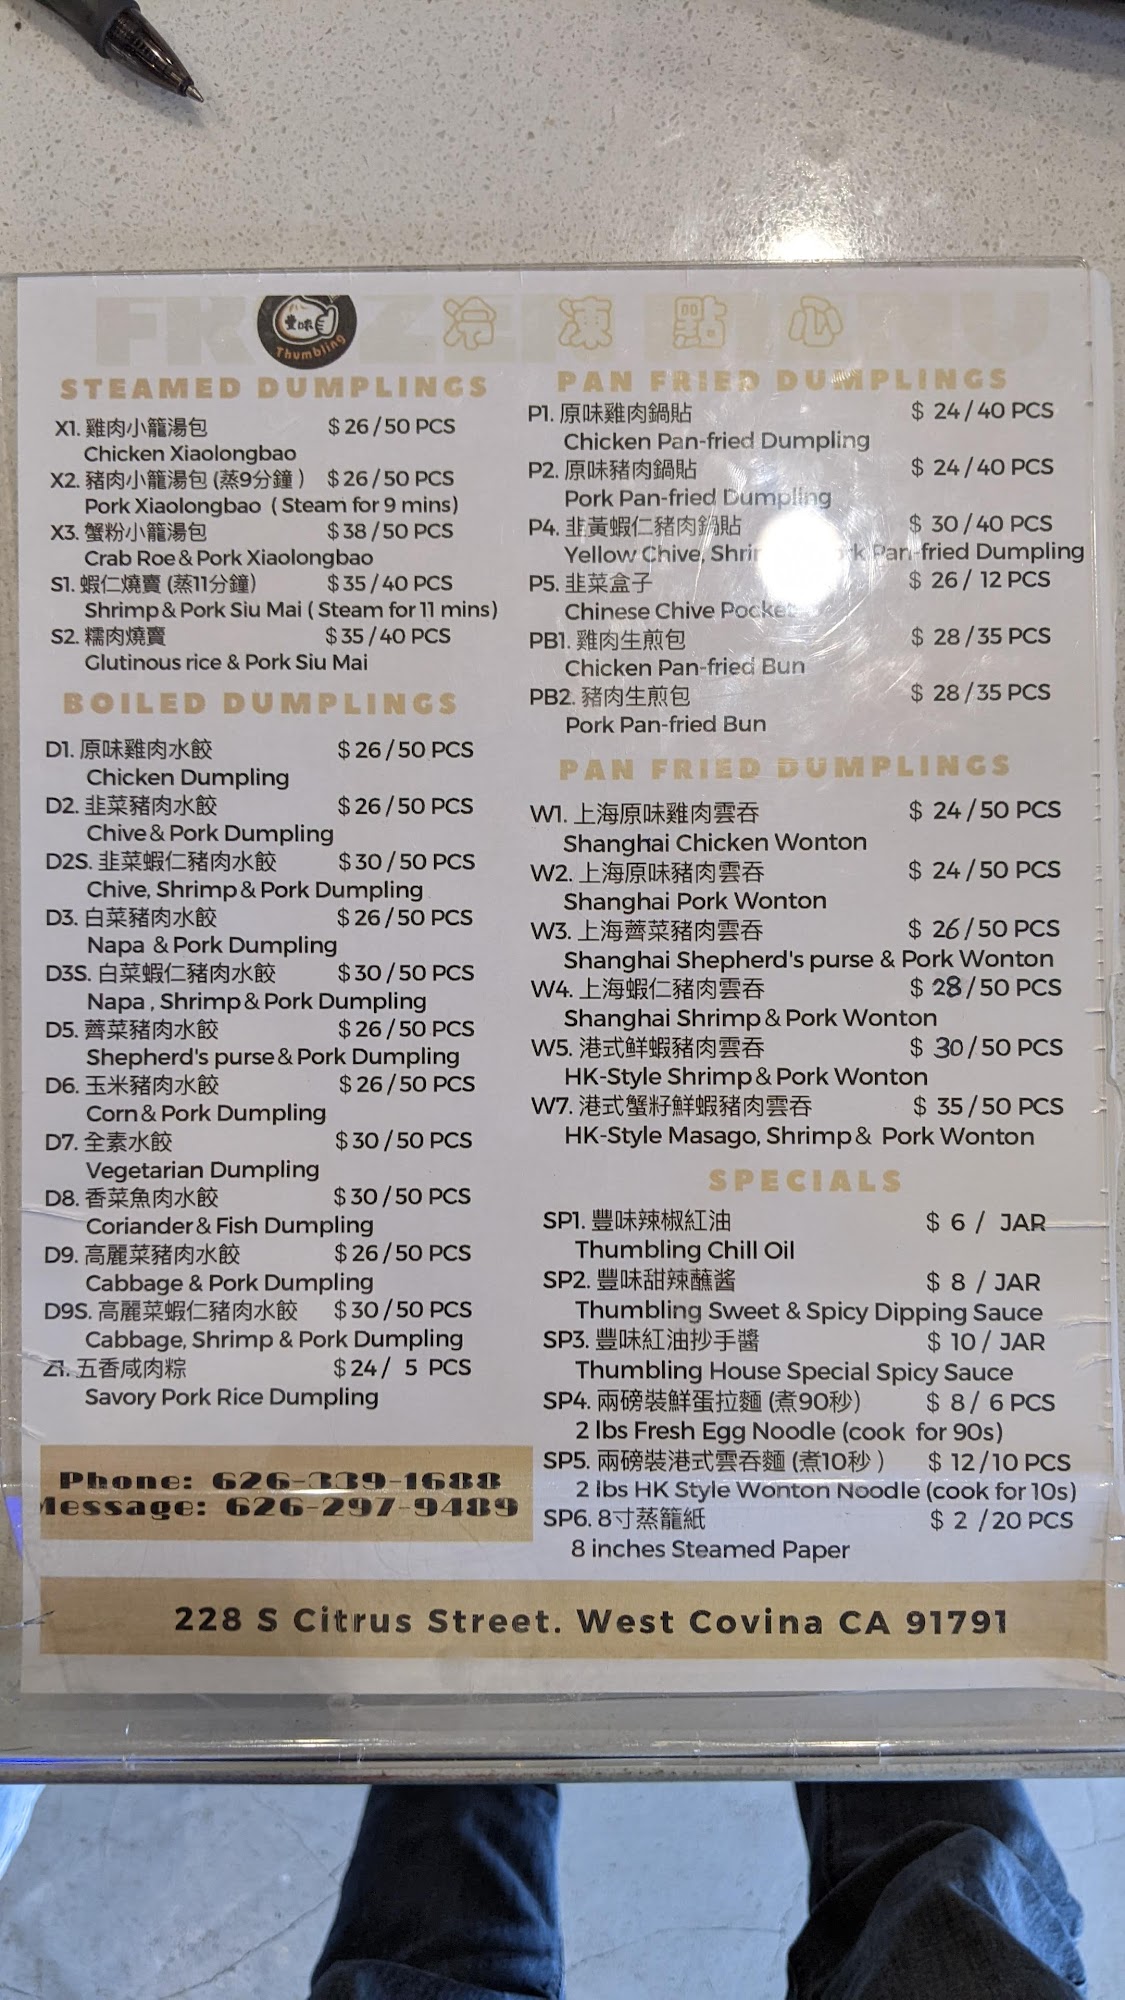 FROZEN MENU
冷凍點心
豐味
Thumbling
STEAMED DUMPLINGS
X1. 雞肉小籠湯包 $26/50 PCS
Chicken Xiaolongbao
X2. 豬肉小籠湯包 (蒸9分鐘) $26/50 PCS
Pork Xiaolongbao (Steam for 9 mins)
X3. 蟹粉小籠湯包 $38/50 PCS
Crab Roe & Pork Xiaolongbao
S1. 蝦仁燒賣 (蒸11分鐘) $35/40 PCS
Shrimp & Pork Siu Mai (Steam for 11 mins)
S2. 糯肉燒賣 $35/40 PCS
Glutinous rice & Pork Siu Mai
BOILED DUMPLINGS
D1. 原味雞肉水餃 $26/50 PCS
Chicken Dumpling
D2. 韭菜豬肉水餃 $26/50 PCS
Chive & Pork Dumpling
D2S. 韭菜蝦仁豬肉水餃 $30/50 PCS
Chive, Shrimp & Pork Dumpling
D3. 白菜豬肉水餃 $26/50 PCS
Napa & Pork Dumpling
D3S. 白菜蝦仁豬肉水餃 $30/50 PCS
Napa, Shrimp & Pork Dumpling
D5. 薺菜豬肉水餃 $26/50 PCS
Shepherd's purse & Pork Dumpling
D6. 玉米豬肉水餃 $26/50 PCS
Corn & Pork Dumpling
D7. 全素水餃 $30/50 PCS
Vegetarian Dumpling
D8. 香菜魚肉水餃 $30/50 PCS
Coriander & Fish Dumpling
D9. 高麗菜豬肉水餃 $26/50 PCS
Cabbage & Pork Dumpling
D9S. 高麗菜蝦仁豬肉水餃 $30/50 PCS
Cabbage, Shrimp & Pork Dumpling
Z1. 五香咸肉粽 $24/ 5 PCS
Savory Pork Rice Dumpling
Phone: 626-339-1688
Message: 626-297-9489
PAN FRIED DUMPLINGS
P1. 原味雞肉鍋貼 $ 24/40 PCS
Chicken Pan-fried Dumpling
P2. 原味豬肉鍋貼 $ 24/40 PCS
Pork Pan-fried Dumpling
P4. 韭黃蝦仁豬肉鍋貼 $ 30/40 PCS
Yellow Chive, Pan-fried Dumpling
P5. 韭菜盒子 $ 26/ 12 PCS
Chinese Chive
PB1. 雞肉生煎包 $ 28/35 PCS
Chicken Pan-fried Bun
PB2. 豬肉生煎包 $ 28/35 PCS
Pork Pan-fried Bun
PAN FRIED DUMPLINGS
W1. 上海原味雞肉雲吞 $ 24/50 PCS
Shanghai Chicken Wonton
W2. 上海原味豬肉雲吞 $ 24/50 PCS
Shanghai Pork Wonton
W3. 上海薺菜豬肉雲吞 $ 26/50 PCS
Shanghai Shepherd's purse & Pork Wonton
W4. 上海蝦仁豬肉雲吞 $ 28/50 PCS
Shanghai Shrimp & Pork Wonton
W5. 港式鮮蝦豬肉雲吞 $ 30/50 PCS
HK-Style Shrimp & Pork Wonton
W7. 港式蟹籽鮮蝦豬肉雲吞 $ 35/50 PCS
HK-Style Masago, Shrimp & Pork Wonton
SPECIALS
SP1. 豐味辣椒紅油 $ 6 / JAR
Thumbling Chill Oil
SP2. 豐味甜辣蘸酱 $ 8 / JAR
Thumbling Sweet & Spicy Dipping Sauce
SP3. 豐味紅油抄手醬 $ 10 / JAR
Thumbling House Special Spicy Sauce
SP4. 兩磅裝鮮蛋拉麵 (煮90秒) $ 8/ 6 PCS
2 lbs Fresh Egg Noodle (cook for 90s)
SP5. 兩磅裝港式雲吞麵 (煮10秒) $ 12/10 PCS
2 lbs HK Style Wonton Noodle (cook for 10s)
SP6. 8寸蒸籠紙 $ 2 /20 PCS
8 inches Steamed Paper
228 S Citrus Street. West Covina CA 91791